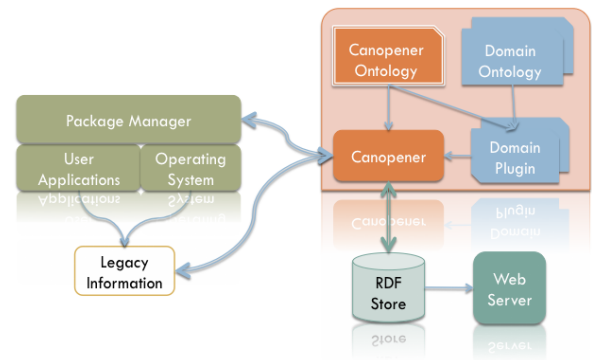 Canopener
Ontology
Domain
Ontology
Package Manager
User
Applications
Operating
System
Canopener
Domain
Plugin
Legacy
Information
RDF
Store
Web
Server